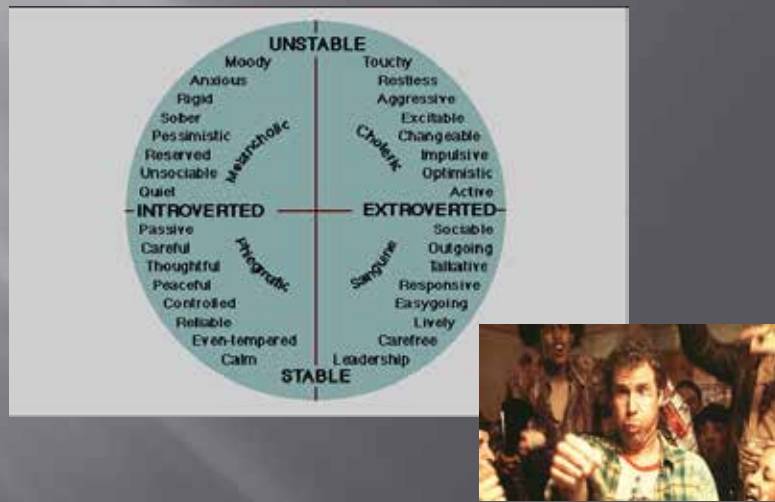 UNSTABLE
Moody
Anxious
Rigid
Sober
Pessimistic
Reserved
Unsociable
Quiet
Melancholic
Touchy
Restless
Aggressive
Excitable
Changeable
Impulsive
Optimistic
Active
Choleric
INTROVERTED
EXTROVERTED
Passive
Careful
Thoughtful
Peaceful
Controlled
Reliable
Even-tempered
Calm
Phlegmatic
Sociable
Outgoing
Talkative
Responsive
Easygoing
Lively
Carefree
Leadership
Sanguine
STABLE